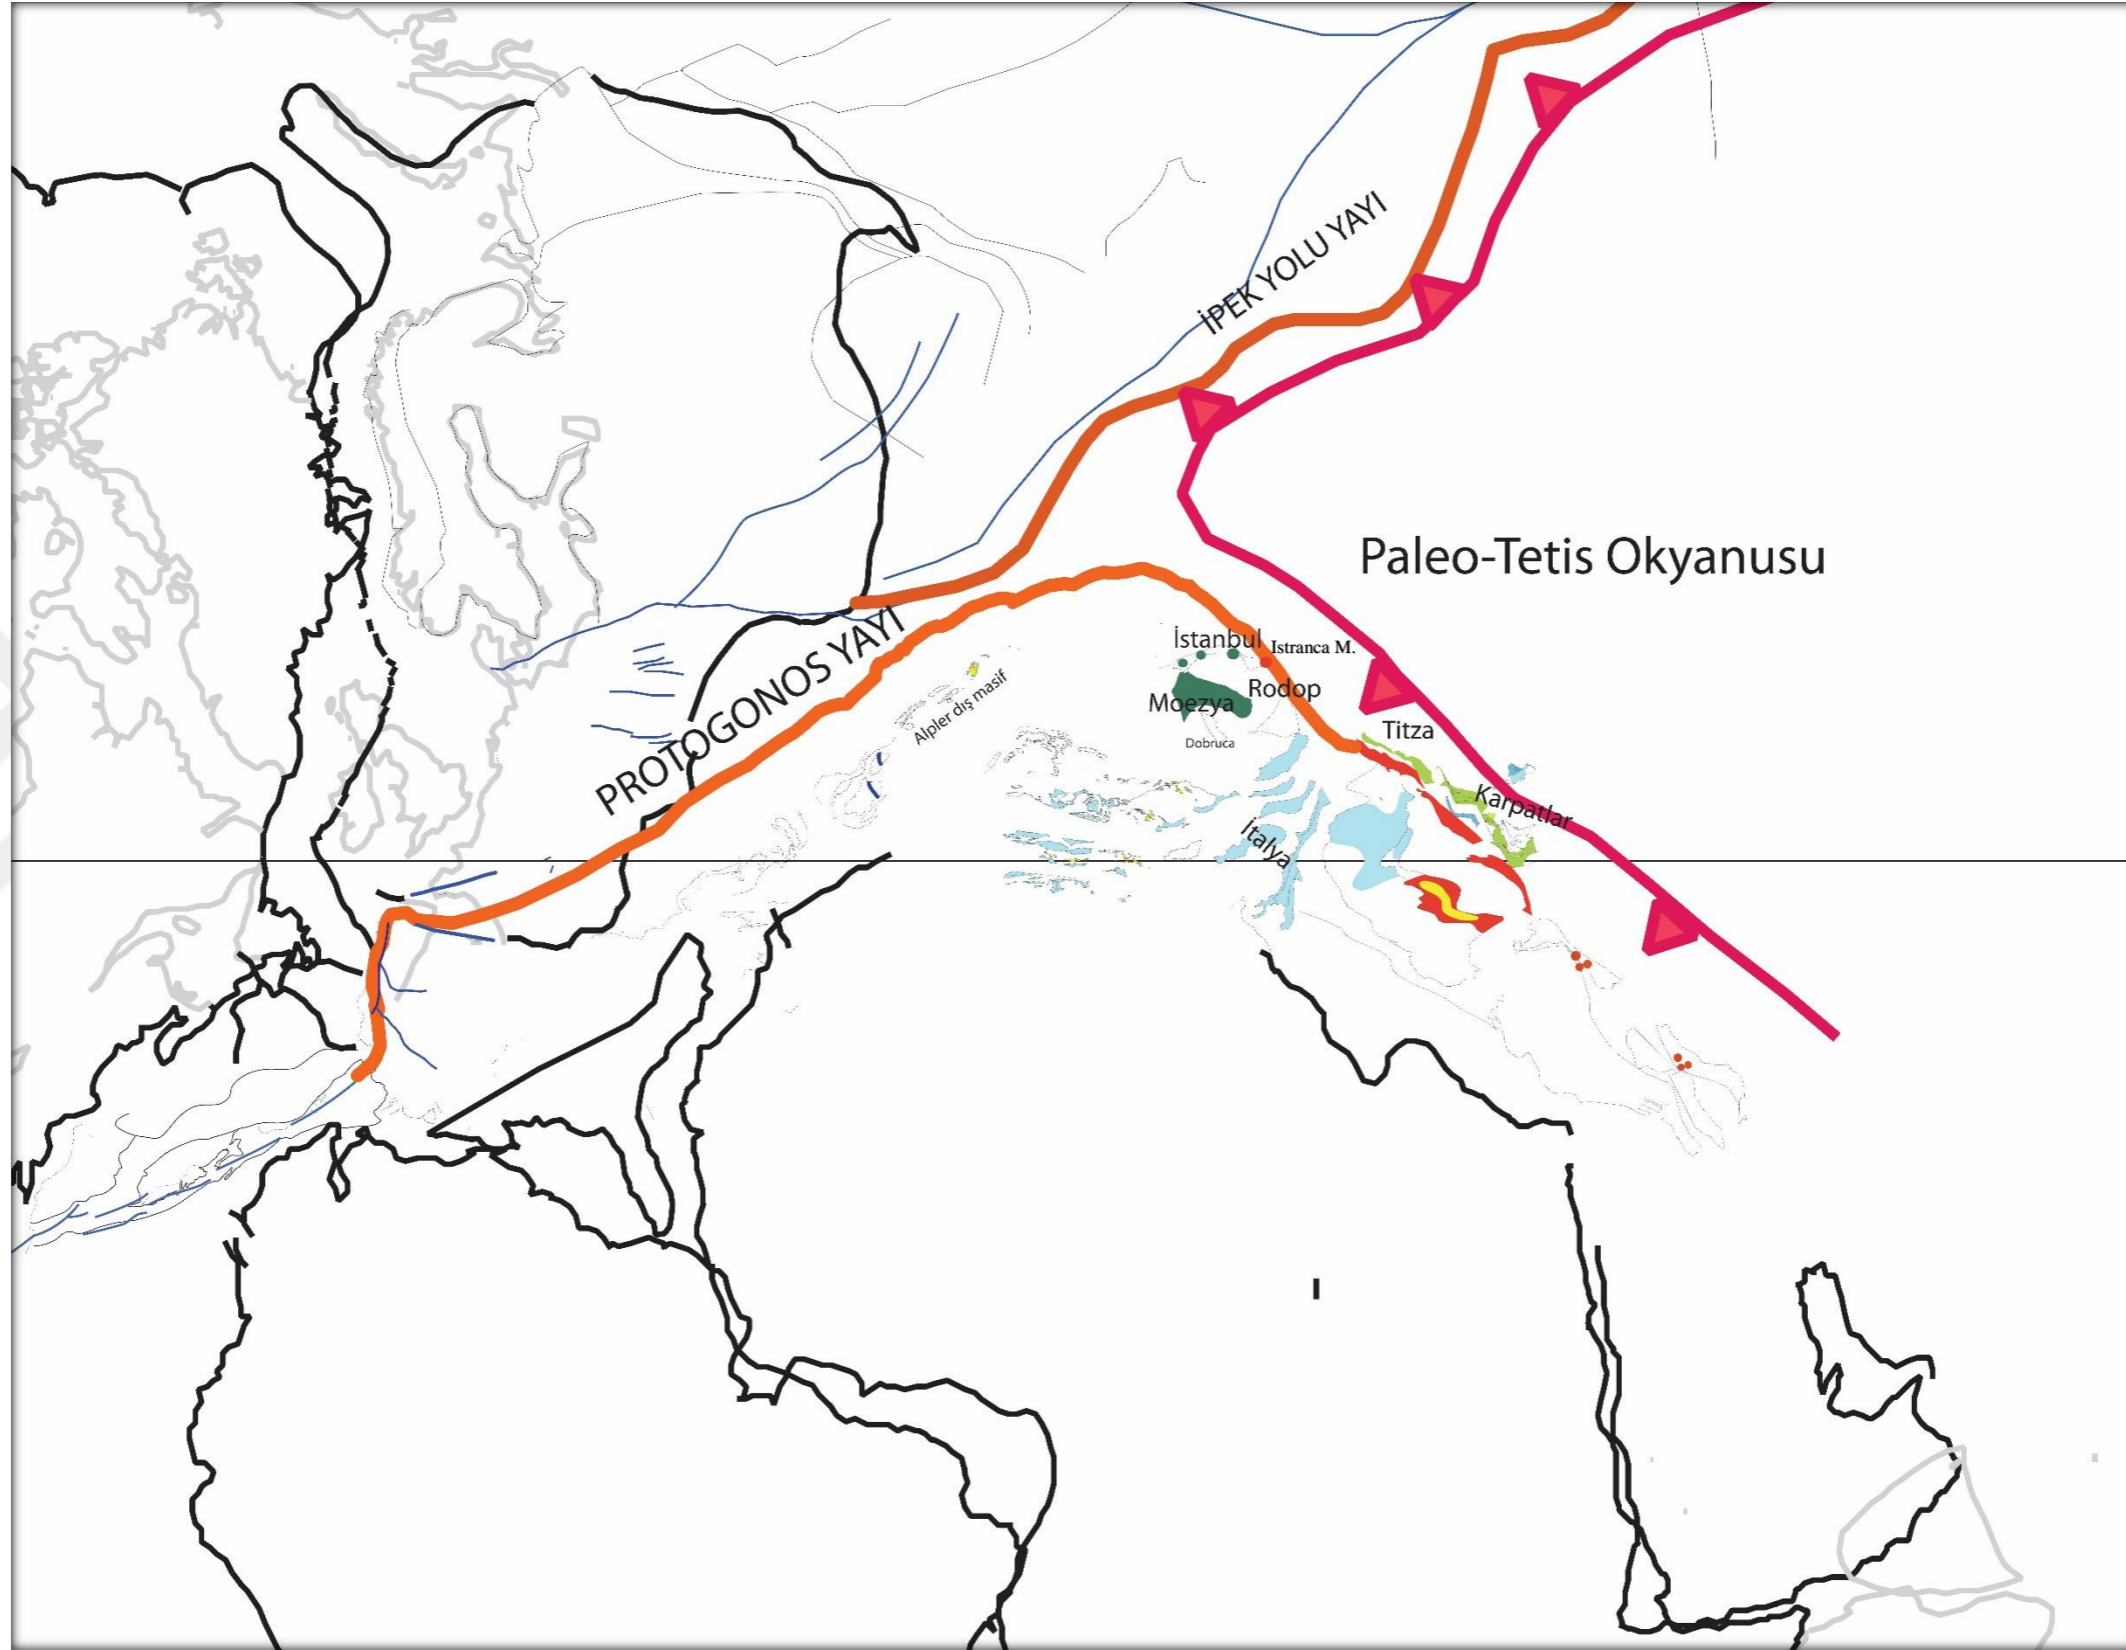 İPEK YOLU YAYI
Paleo-Tetis Okyanusu
PROTOGONOS YAYI
İstanbul
Istranca M.
Alpler dış masif
Moezya
Rodop
Dobruca
Titza
Karpatlar
İtalya